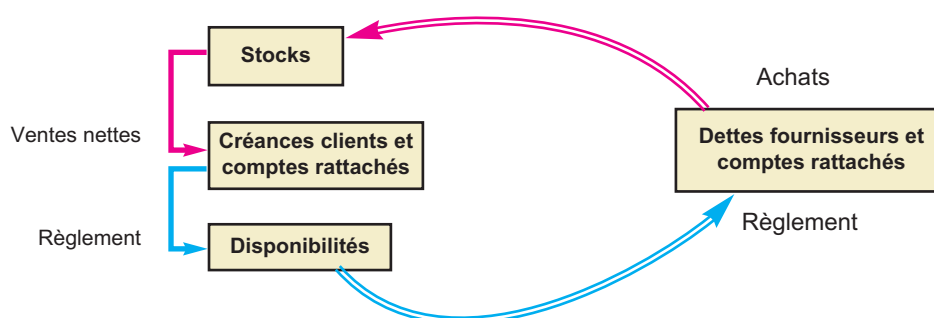 Stocks
Achats
Ventes nettes
Créances clients et
comptes rattachés
Dettes fournisseurs et
comptes rattachés
Règlement
Disponibilités
Règlement